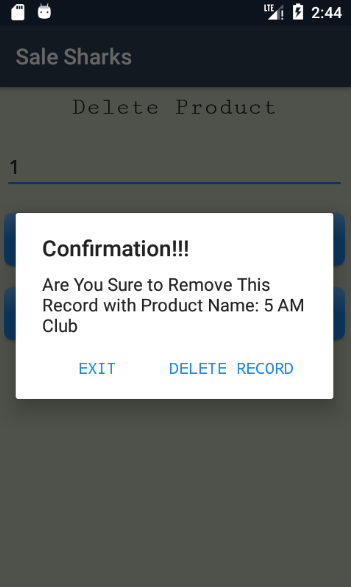 LTE 2:44
Sale Sharks
Delete Product
1
Confirmation!!!
Are You Sure to Remove This
Record with Product Name: 5 AM
Club
EXIT DELETE RECORD